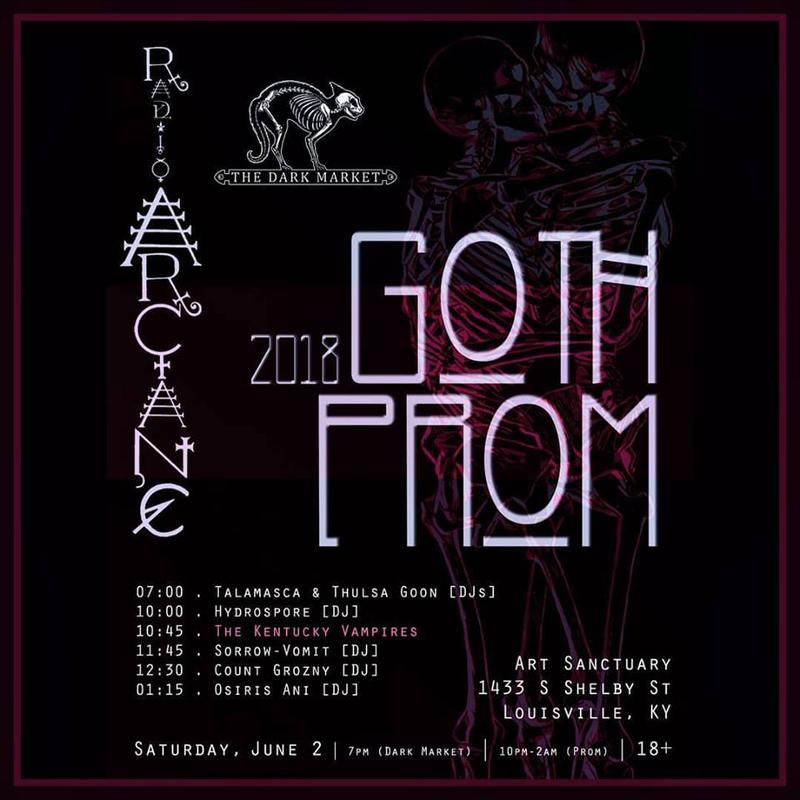 Radio Arcane
THE DARK MARKET
2018 GOTH
PROM
07:00 . Talamasca & Thulsa Goon [DJs]
10:00 . Hydrospore [DJ]
10:45 . The Kentucky Vampires
11:45 . Sorrow-Vomit [DJ]
12:30 . Count Grozny [DJ]
01:15 . Osiris Ani [DJ]
Art Sanctuary
1433 S Shelby St
Louisville, KY
Saturday, June 2 | 7pm (Dark Market) | 10pm-2am (Prom) | 18+